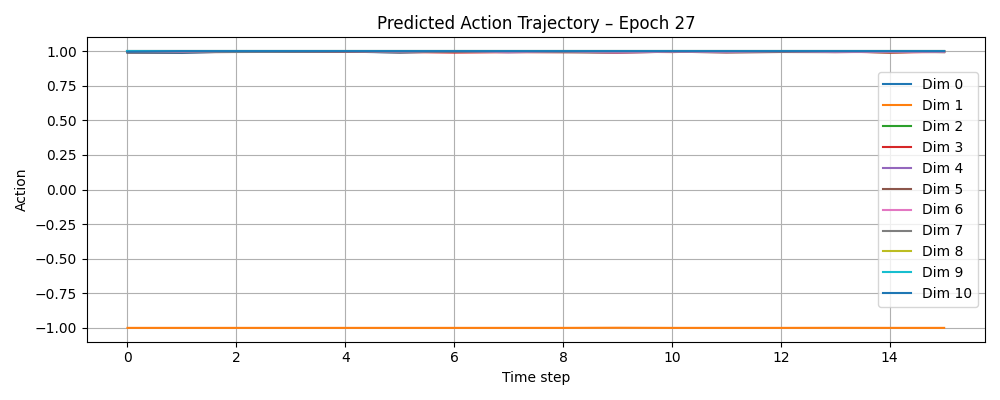 Predicted Action Trajectory – Epoch 27
Action
1.00
0.75
0.50
0.25
0.00
−0.25
−0.50
−0.75
−1.00
Dim 0
Dim 1
Dim 2
Dim 3
Dim 4
Dim 5
Dim 6
Dim 7
Dim 8
Dim 9
Dim 10
0 2 4 6 8 10 12 14
Time step